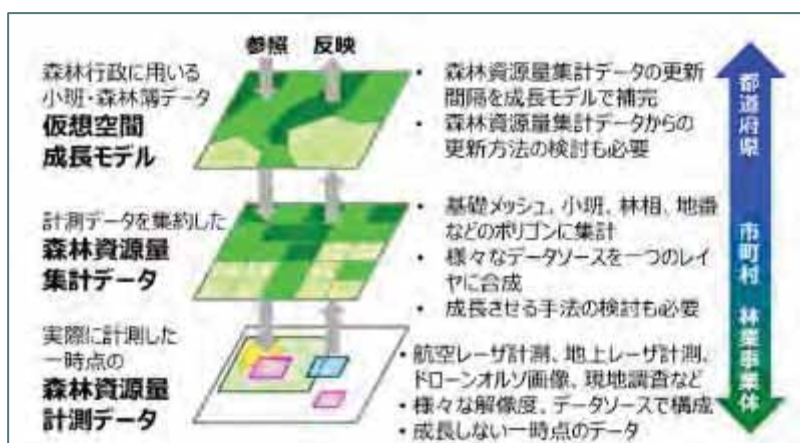 参照 反映
森林行政に用いる
小班・森林簿データ
仮想空間
成長モデル
• 森林資源量集計データの更新
間隔を成長モデルで補完
• 森林資源量集計データからの
更新方法の検討も必要
計測データを集約した
森林資源量
集計データ
• 基礎メッシュ、小班、林相、地番
などのポリゴンに集計
• 様々なデータソースを一つのレイ
ヤに合成
• 成長させる手法の検討も必要
実際に計測した
一時点の
森林資源量
計測データ
• 航空レーザ計測、地上レーザ計測、
ドローンオルソ画像、現地調査など
• 様々な解像度、データソースで構成
• 成長しない一時点のデータ
都道府県
市町村
林業事業体